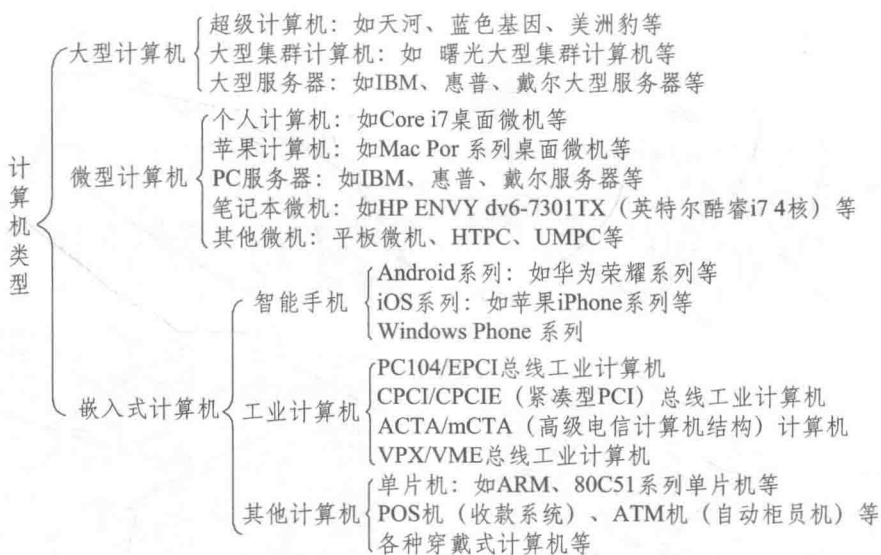 超级计算机：如天河、蓝色基因、美洲豹等
大型计算机
大型集群计算机：如 曙光大型集群计算机等
大型服务器：如IBM、惠普、戴尔大型服务器等
个人计算机：如Core i7桌面微机等
苹果计算机：如Mac Por 系列桌面微机等
计算机类型
微型计算机
PC服务器：如IBM、惠普、戴尔服务器等
笔记本微机：如HP ENVY dv6-7301TX（英特尔酷睿i7 4核）等
其他微机：平板微机、HTPC、UMPC等
Android系列：如华为荣耀系列等
智能手机
iOS系列：如苹果iPhone系列等
Windows Phone 系列
PC104/EPCI总线工业计算机
嵌入式计算机
工业计算机
CPCI/CPCIE（紧凑型PCI）总线工业计算机
ACTA/mCTA（高级电信计算机结构）计算机
VPX/VME总线工业计算机
单片机：如ARM、80C51系列单片机等
其他计算机
POS机（收款系统）、ATM机（自动柜员机）等
各种穿戴式计算机等